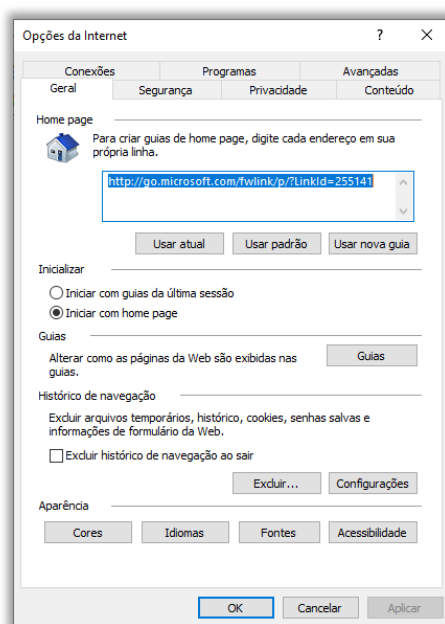 Opções da Internet
Conexões Programas Avançadas
Geral Segurança Privacidade Conteúdo
Home page
Para criar guias de home page, digite cada endereço em sua
própria linha.
http://go.microsoft.com/fwlink/p/?LinkId=255141
Usar atual Usar padrão Usar nova guia
Inicializar
Iniciar com guias da última sessão
Iniciar com home page
Guias
Alterar como as páginas da Web são exibidas nas
guias.
Guias
Histórico de navegação
Excluir arquivos temporários, histórico, cookies, senhas salvas e
informações de formulário da Web.
Excluir histórico de navegação ao sair
Excluir... Configurações
Aparência
Cores Idiomas Fontes Acessibilidade
OK Cancelar Aplicar